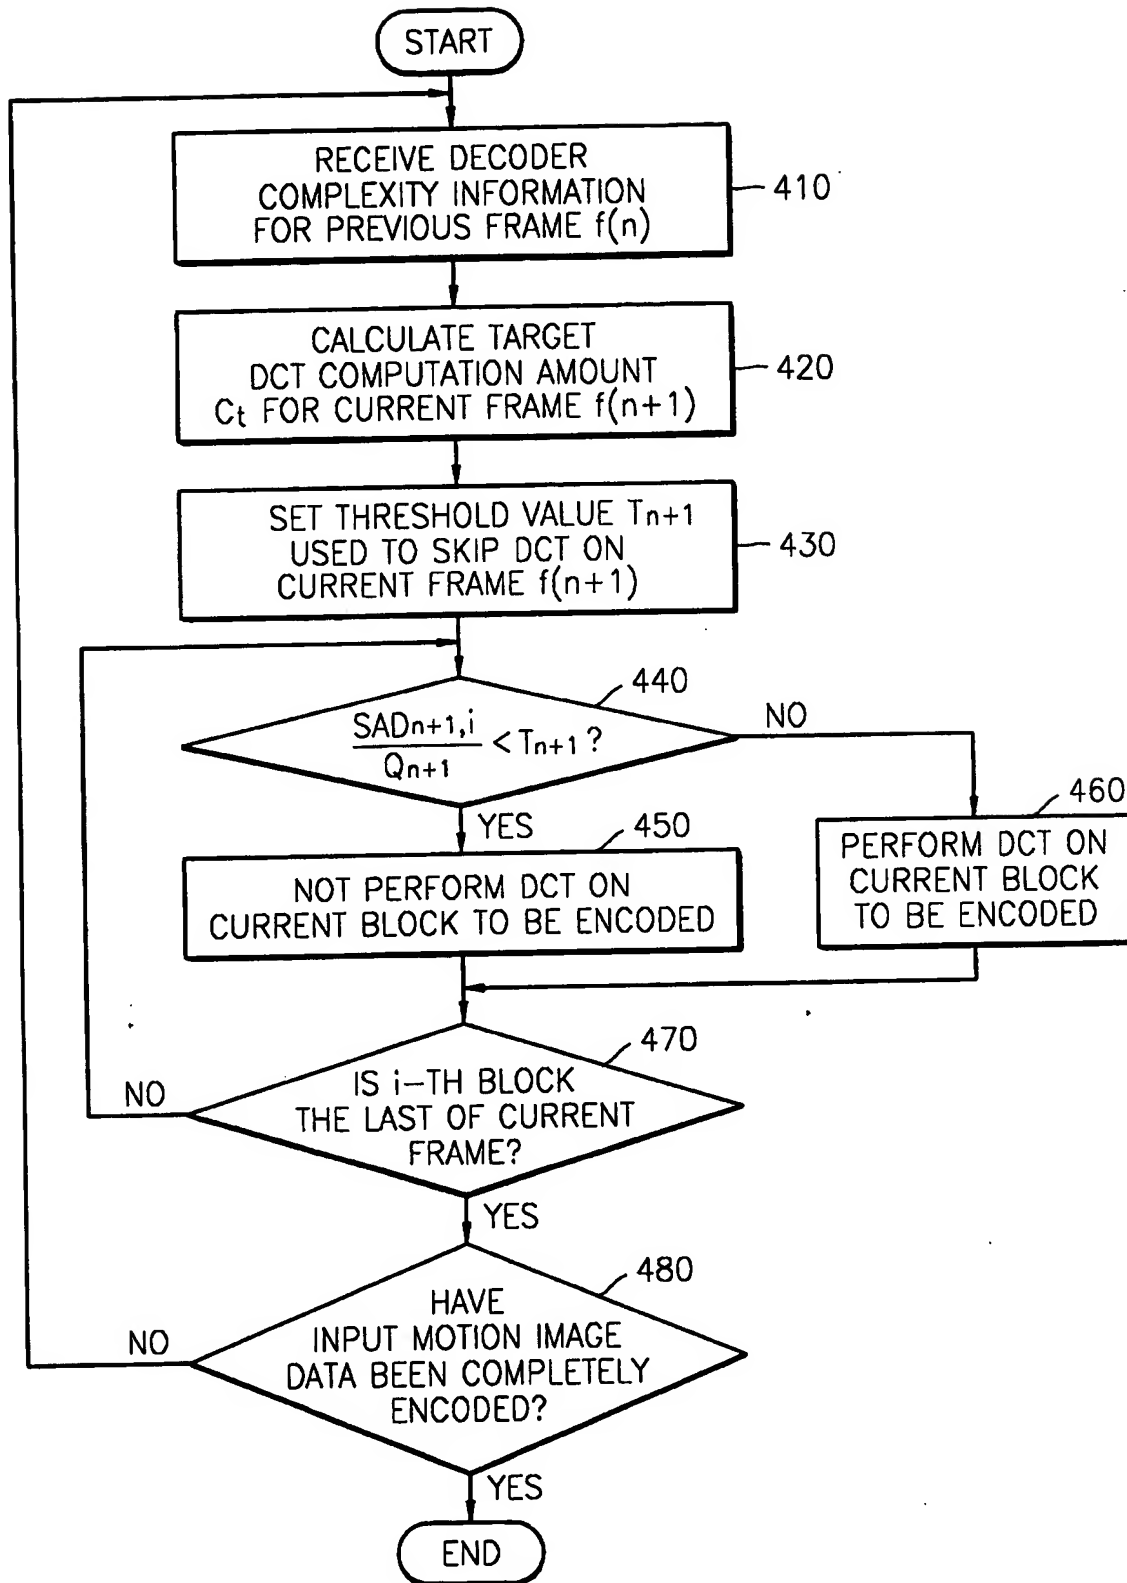 START
RECEIVE DECODER
COMPLEXITY INFORMATION
FOR PREVIOUS FRAME f(n)
410
CALCULATE TARGET
DCT COMPUTATION AMOUNT
Ct FOR CURRENT FRAME f(n+1)
420
SET THRESHOLD VALUE Tn+1
USED TO SKIP DCT ON
CURRENT FRAME f(n+1)
430
440
SADn+1,i
Qn+1
< Tn+1 ?
NO
YES
450
NOT PERFORM DCT ON
CURRENT BLOCK TO BE ENCODED
460
PERFORM DCT ON
CURRENT BLOCK
TO BE ENCODED
470
IS i-TH BLOCK
THE LAST OF CURRENT
FRAME?
NO
YES
480
HAVE
INPUT MOTION IMAGE
DATA BEEN COMPLETELY
ENCODED?
NO
YES
END